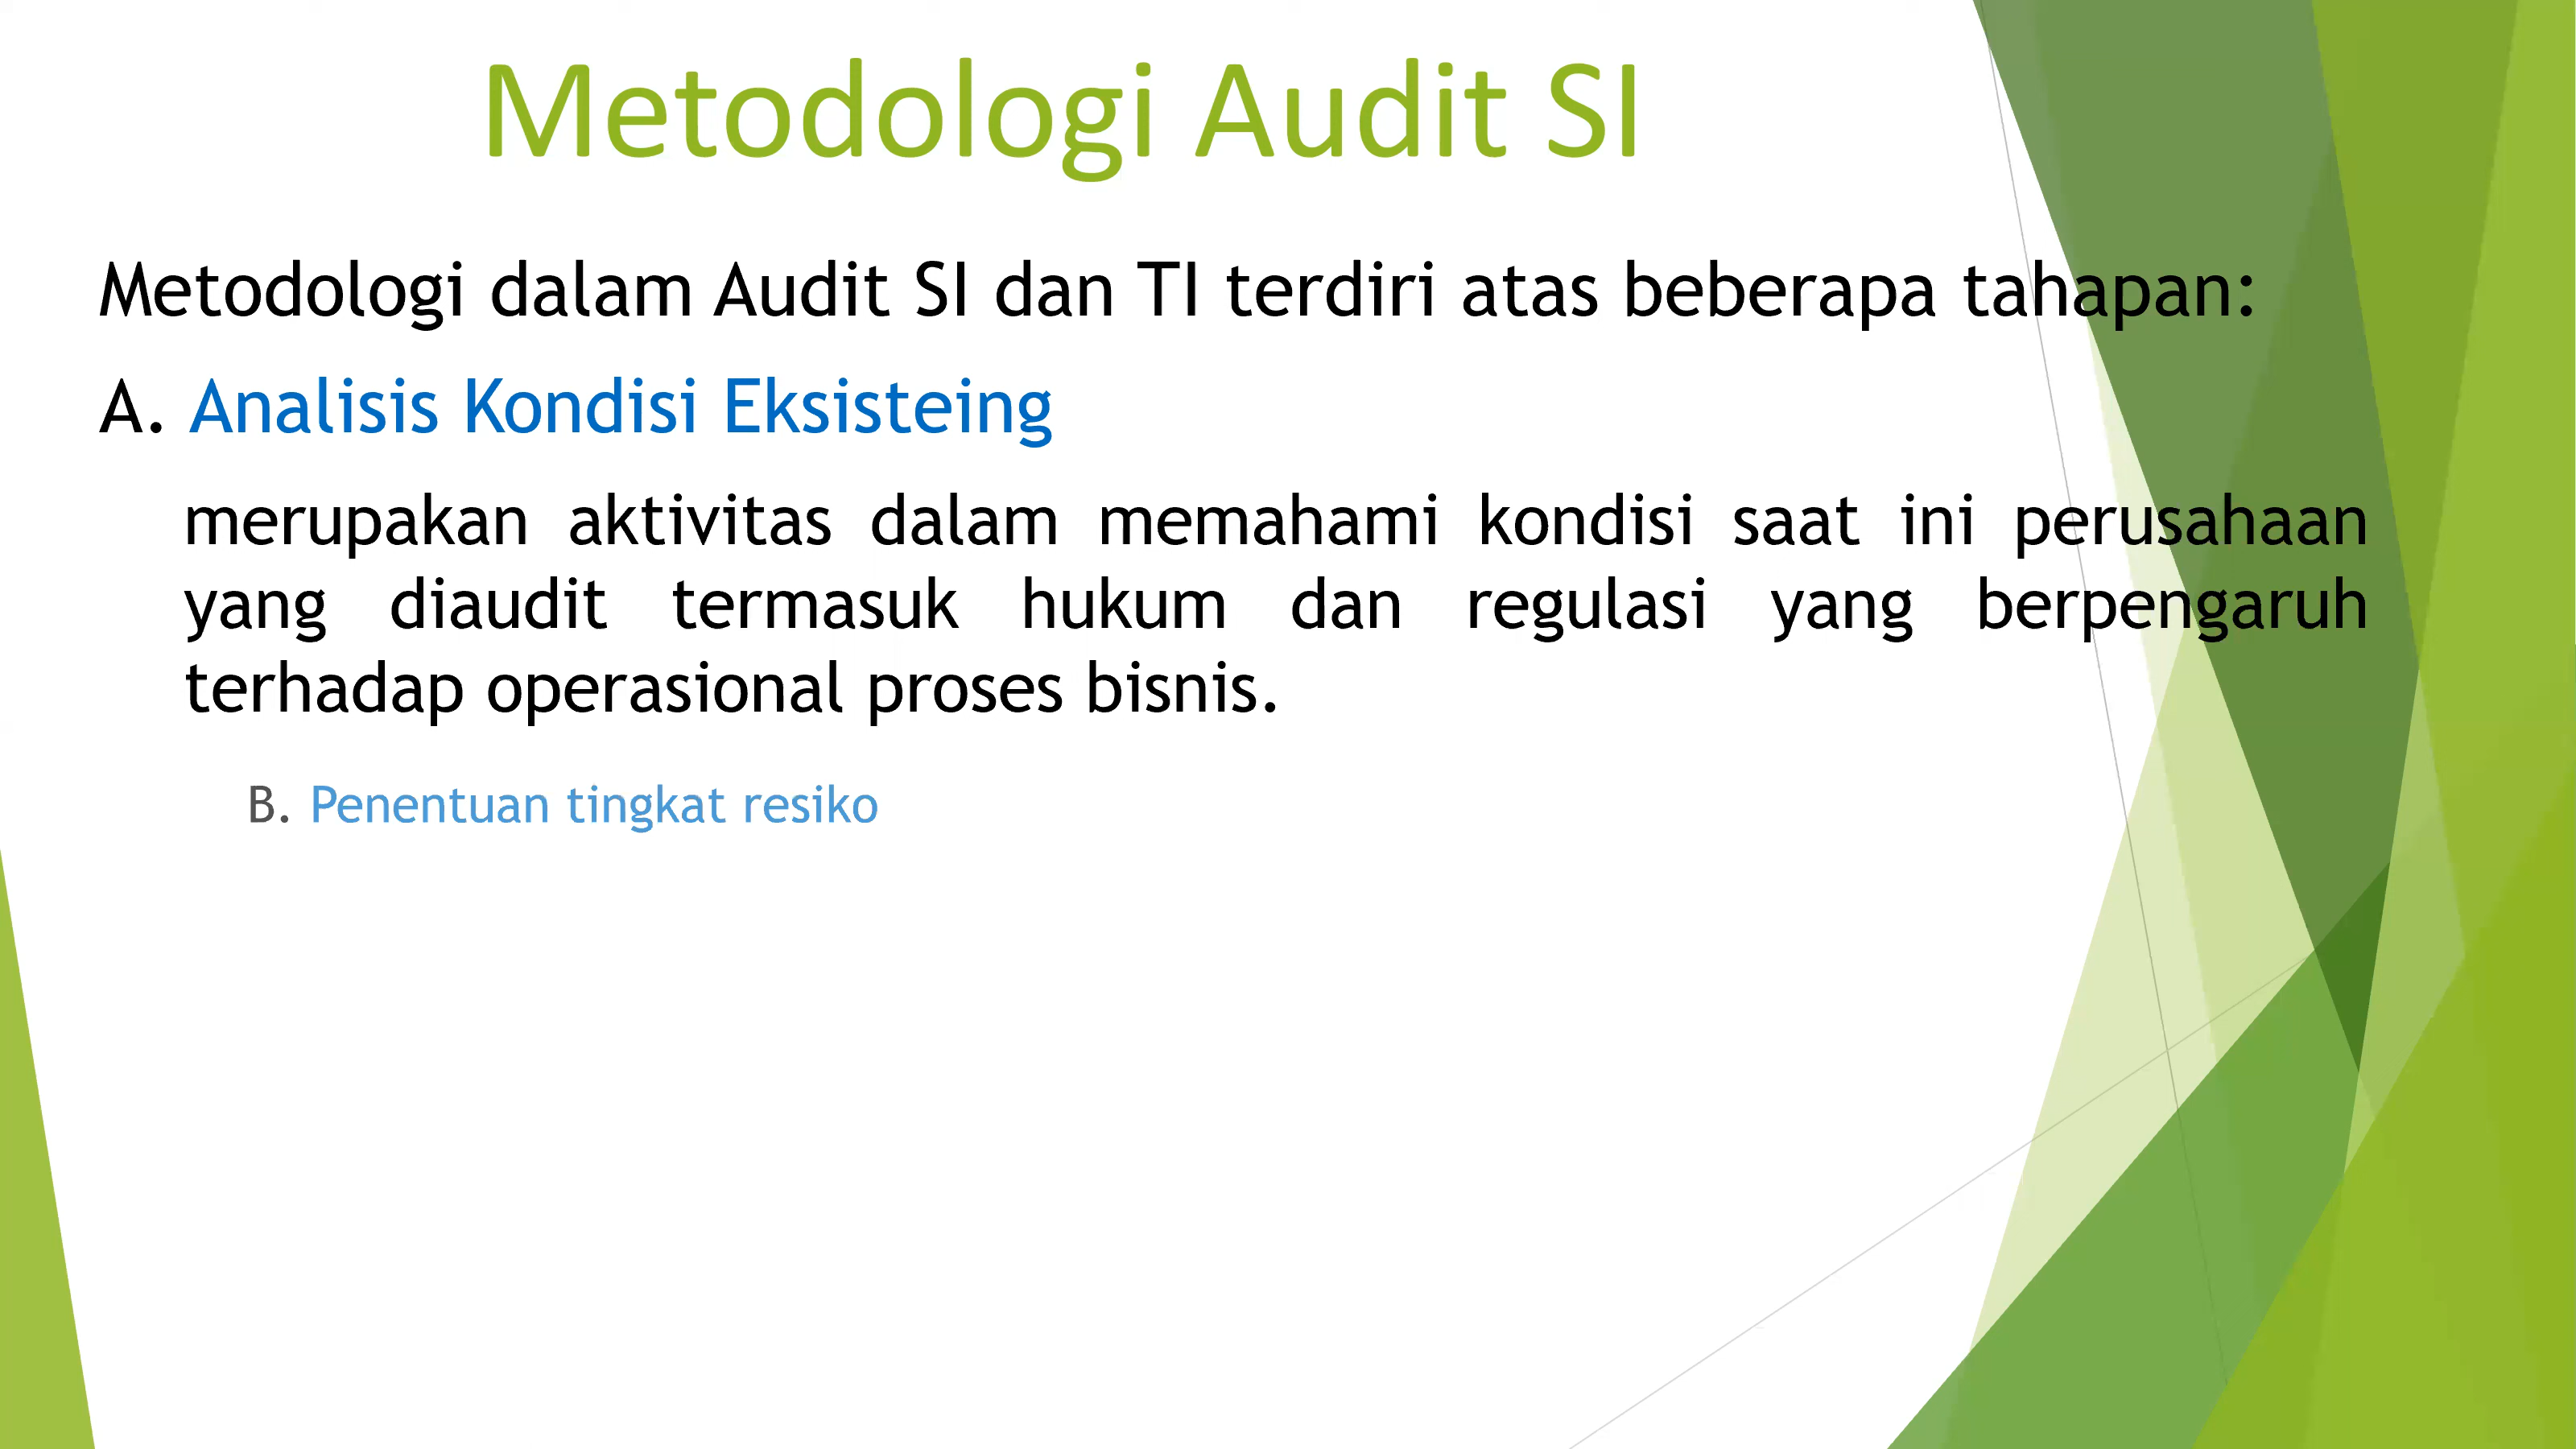 Metodologi Audit SI
Metodologi dalam Audit SI dan TI terdiri atas beberapa tahapan:
A. Analisis Kondisi Eksisteing
merupakan aktivitas dalam memahami kondisi saat ini perusahaan
yang diaudit termasuk hukum dan regulasi yang berpengaruh
terhadap operasional proses bisnis.
B. Penentuan tingkat resiko